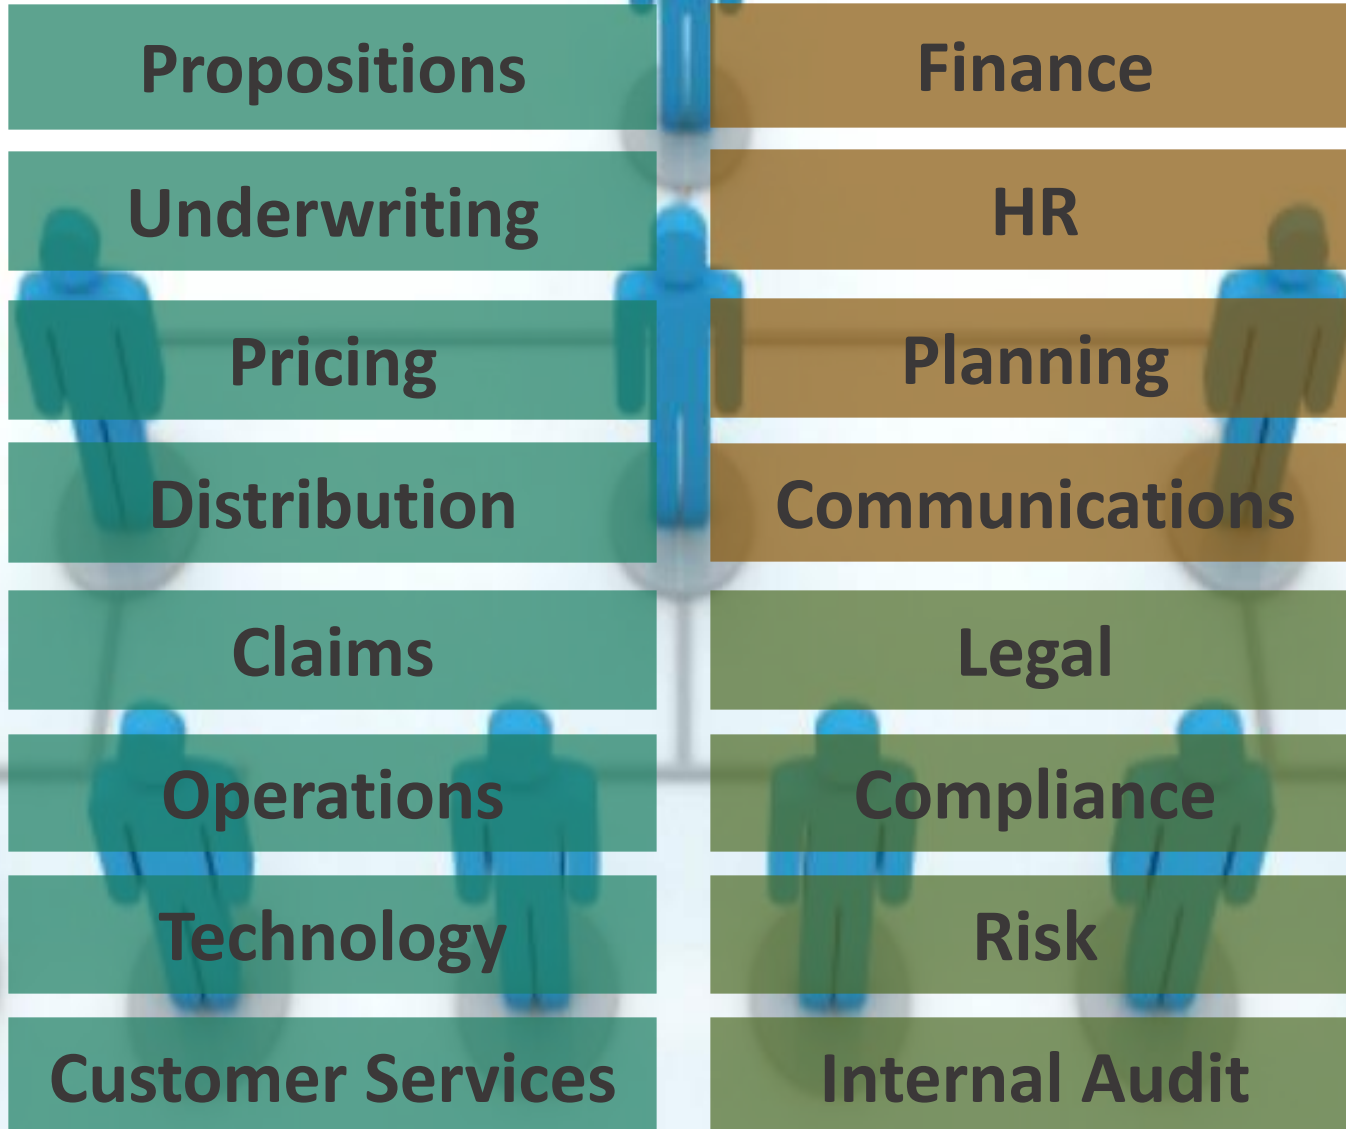 Propositions
Finance
Underwriting
HR
Pricing
Planning
Distribution
Communications
Claims
Legal
Operations
Compliance
Technology
Risk
Customer Services
Internal Audit